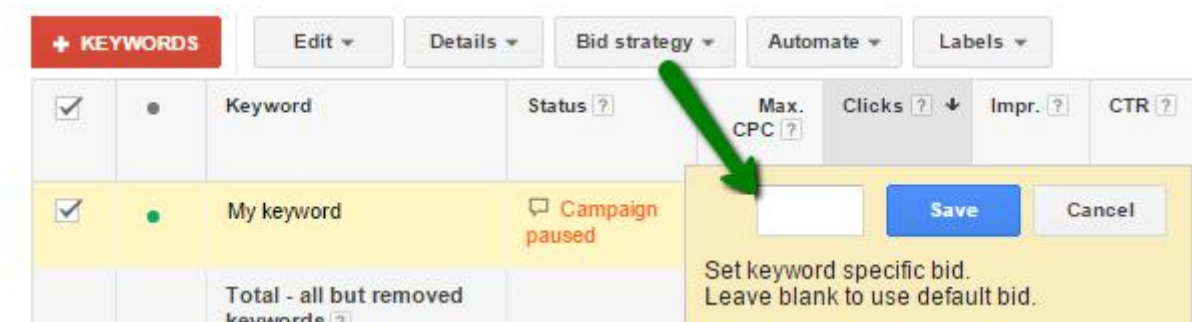 + KEYWORDS Edit Details Bid strategy Automate Labels
Keyword Status ? Max. CPC ? Clicks ? Impr. ? CTR ?
My keyword Campaign paused
Save Cancel
Set keyword specific bid.
Leave blank to use default bid.
Total - all but removed
keywords ?